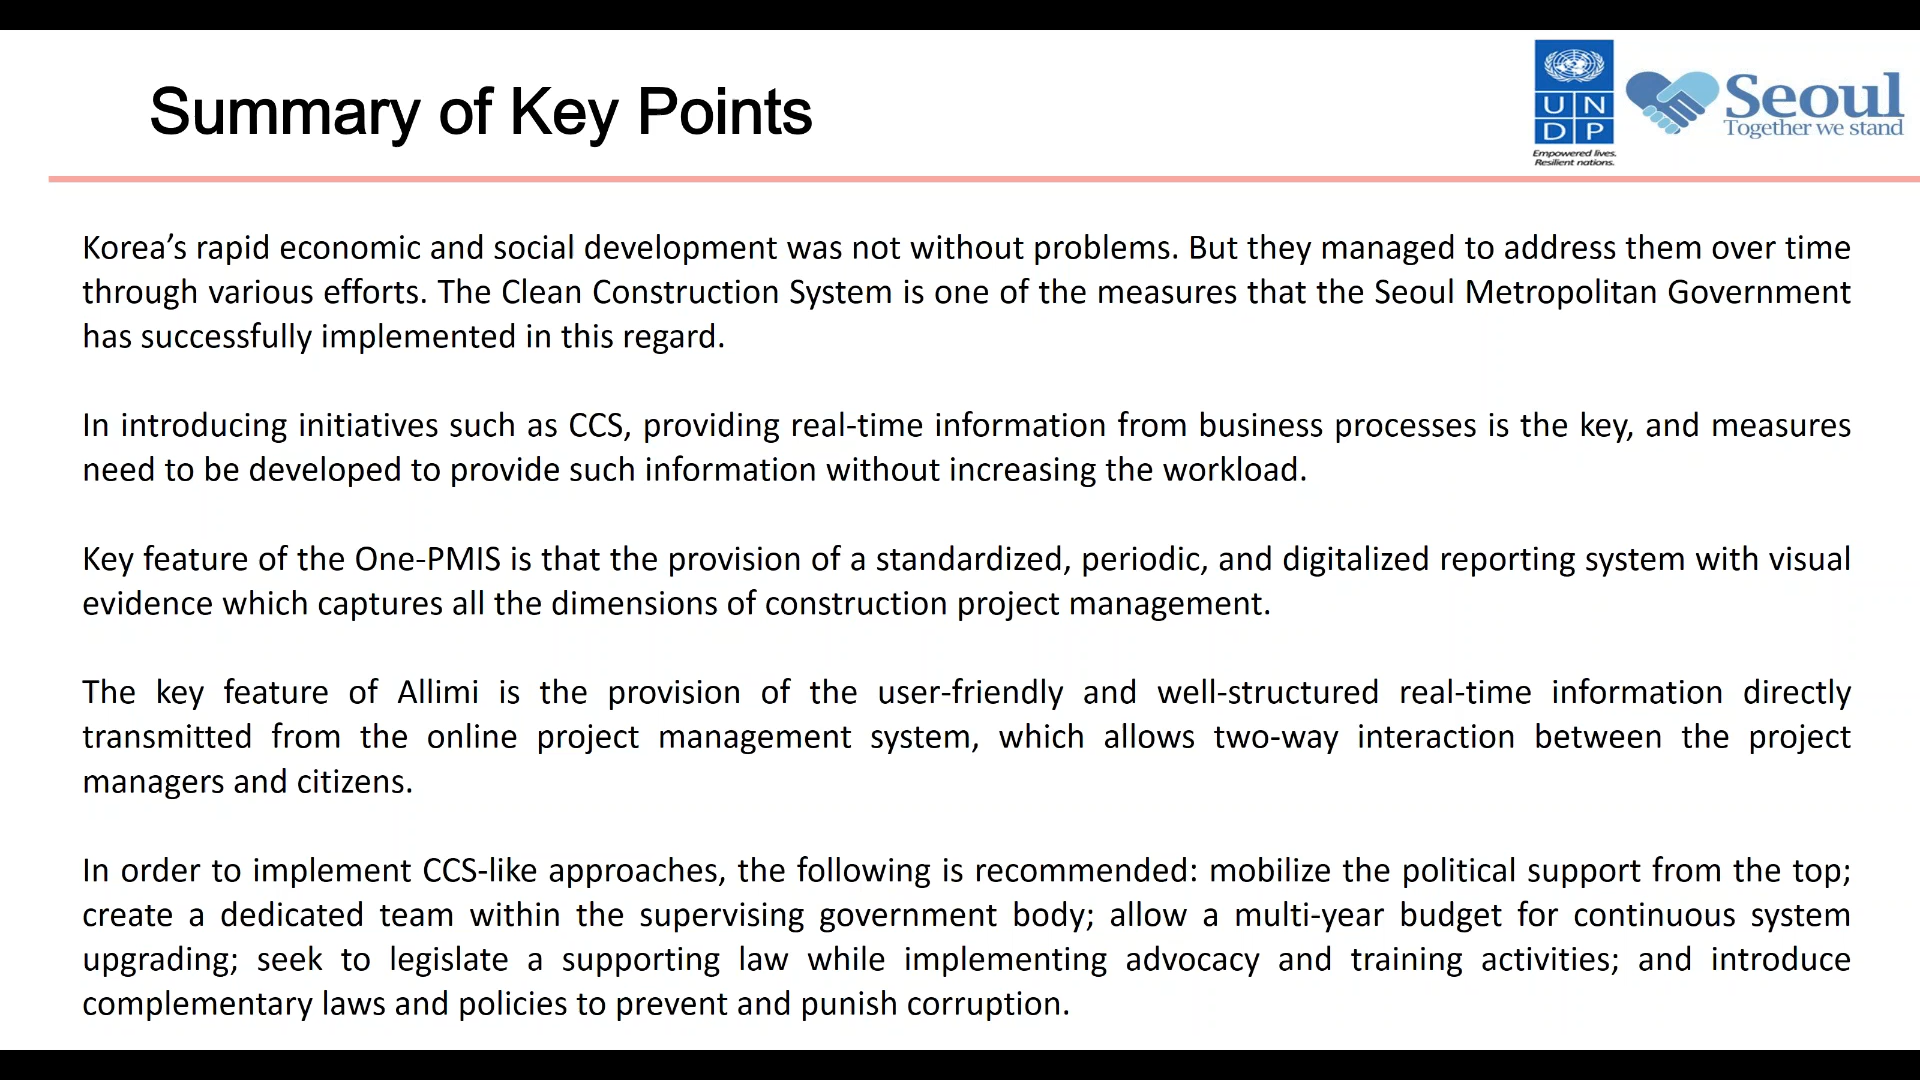 Summary of Key Points
UN
DP
Empowered lives.
Resilient nations.
Seoul
Together we stand
Korea’s rapid economic and social development was not without problems. But they managed to address them over time
through various efforts. The Clean Construction System is one of the measures that the Seoul Metropolitan Government
has successfully implemented in this regard.
In introducing initiatives such as CCS, providing real-time information from business processes is the key, and measures
need to be developed to provide such information without increasing the workload.
Key feature of the One-PMIS is that the provision of a standardized, periodic, and digitalized reporting system with visual
evidence which captures all the dimensions of construction project management.
The key feature of Allimi is the provision of the user-friendly and well-structured real-time information directly
transmitted from the online project management system, which allows two-way interaction between the project
managers and citizens.
In order to implement CCS-like approaches, the following is recommended: mobilize the political support from the top;
create a dedicated team within the supervising government body; allow a multi-year budget for continuous system
upgrading; seek to legislate a supporting law while implementing advocacy and training activities; and introduce
complementary laws and policies to prevent and punish corruption.